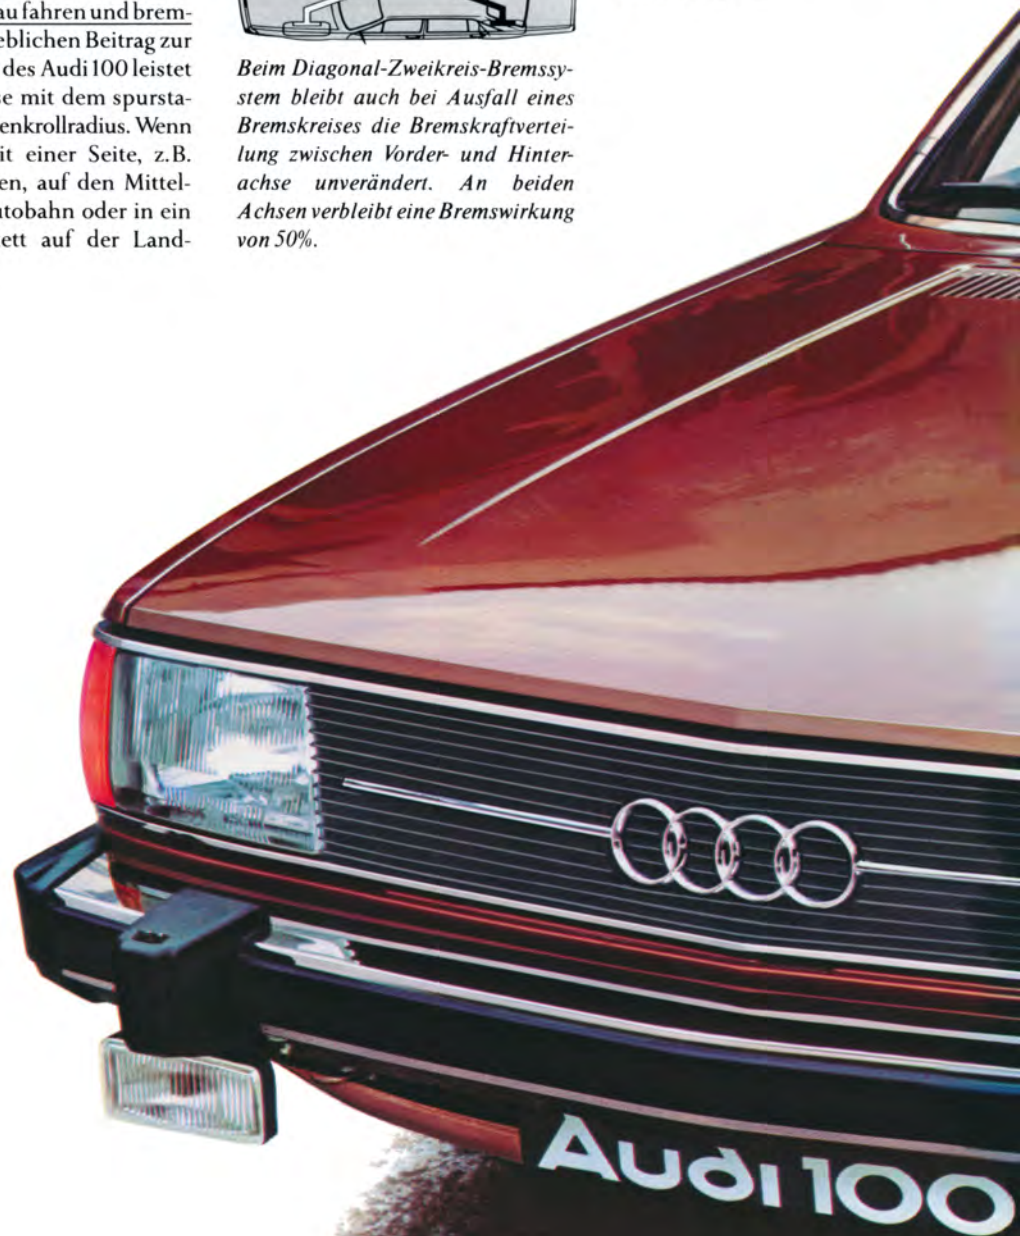 au fahren und brem-
eblichen Beitrag zur
des Audi 100 leistet
se mit dem spursta-
enkrollradius. Wenn
it einer Seite, z.B.
en, auf den Mittel-
utobahn oder in ein
ett auf der Land-
Beim Diagonal-Zweikreis-Bremssy-
stem bleibt auch bei Ausfall eines
Bremskreises die Bremskraftvertei-
lung zwischen Vorder- und Hinter-
achse unverändert. An beiden
Achsen verbleibt eine Bremswirkung
von 50%.
Audi 100